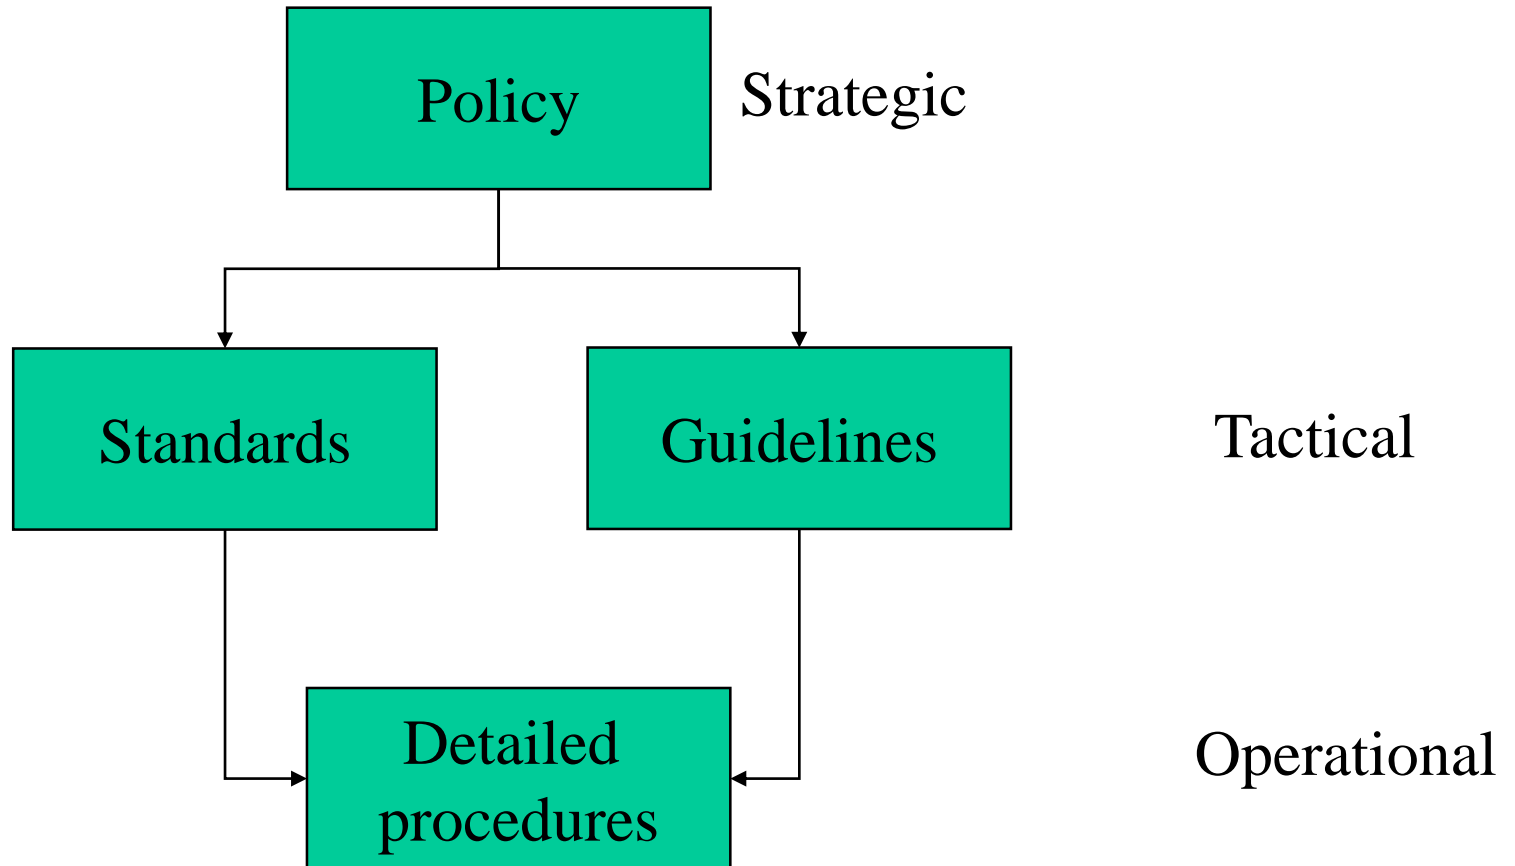 Policy
Strategic
Standards
Guidelines
Tactical
Detailed
procedures
Operational